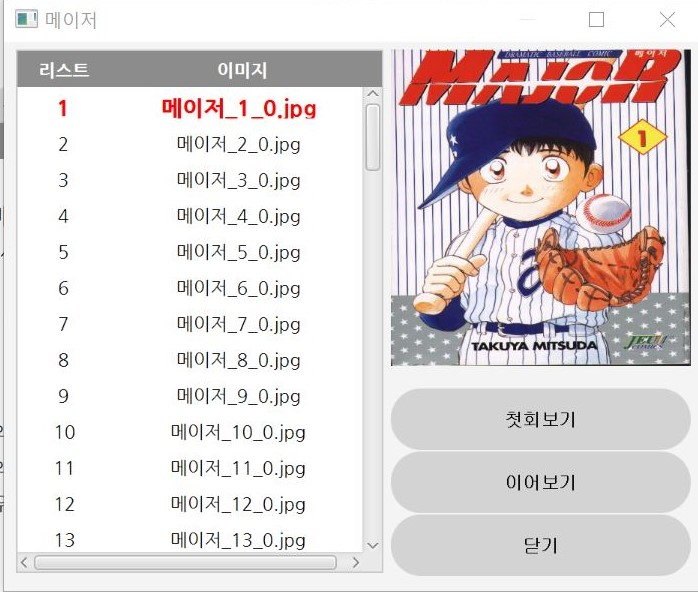 메이저
리스트 이미지
1 메이저_1_0.jpg
2 메이저_2_0.jpg
3 메이저_3_0.jpg
4 메이저_4_0.jpg
5 메이저_5_0.jpg
6 메이저_6_0.jpg
7 메이저_7_0.jpg
8 메이저_8_0.jpg
9 메이저_9_0.jpg
10 메이저_10_0.jpg
11 메이저_11_0.jpg
12 메이저_12_0.jpg
13 메이저_13_0.jpg
DRAMATIC BASEBALL COMIC 메이저
MAJOR
1
TAKUYA MITSUDA
COMICS
첫회보기
이어보기
닫기